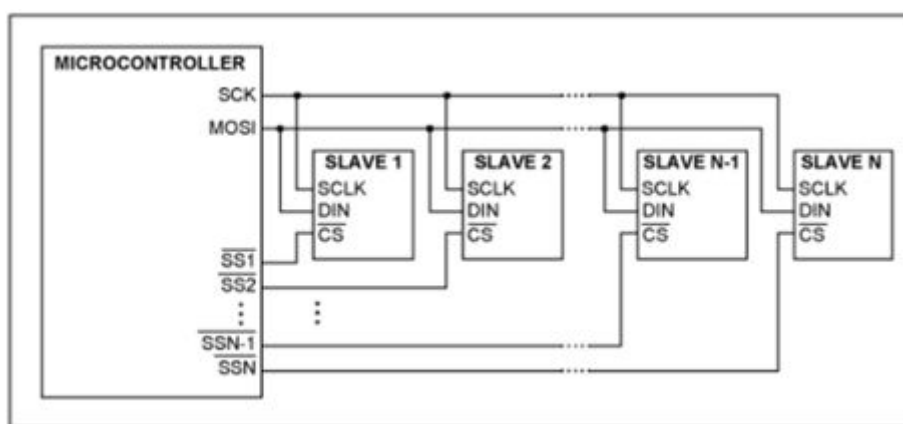 MICROCONTROLLER
SCK
MOSI
SLAVE 1 SLAVE 2 SLAVE N-1 SLAVE N
SCLK SCLK SCLK SCLK
DIN DIN DIN DIN
CS CS CS CS
SS1
SS2
SSN-1
SSN